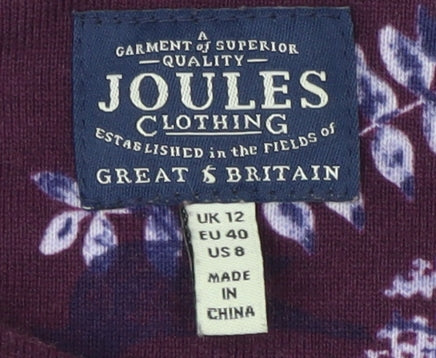 A
GARMENT of SUPERIOR
QUALITY
JOULES
CLOTHING
ESTABLISHED in the FIELDS of
GREAT BRITAIN
UK 12
EU 40
US 8
MADE
IN
CHINA